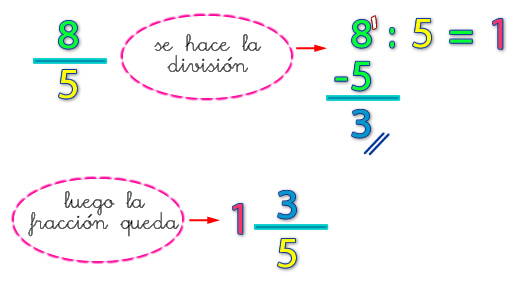 8
5
se hace la
división
8' : 5 = 1
-5
3
luego la
fracción queda
1 3
5